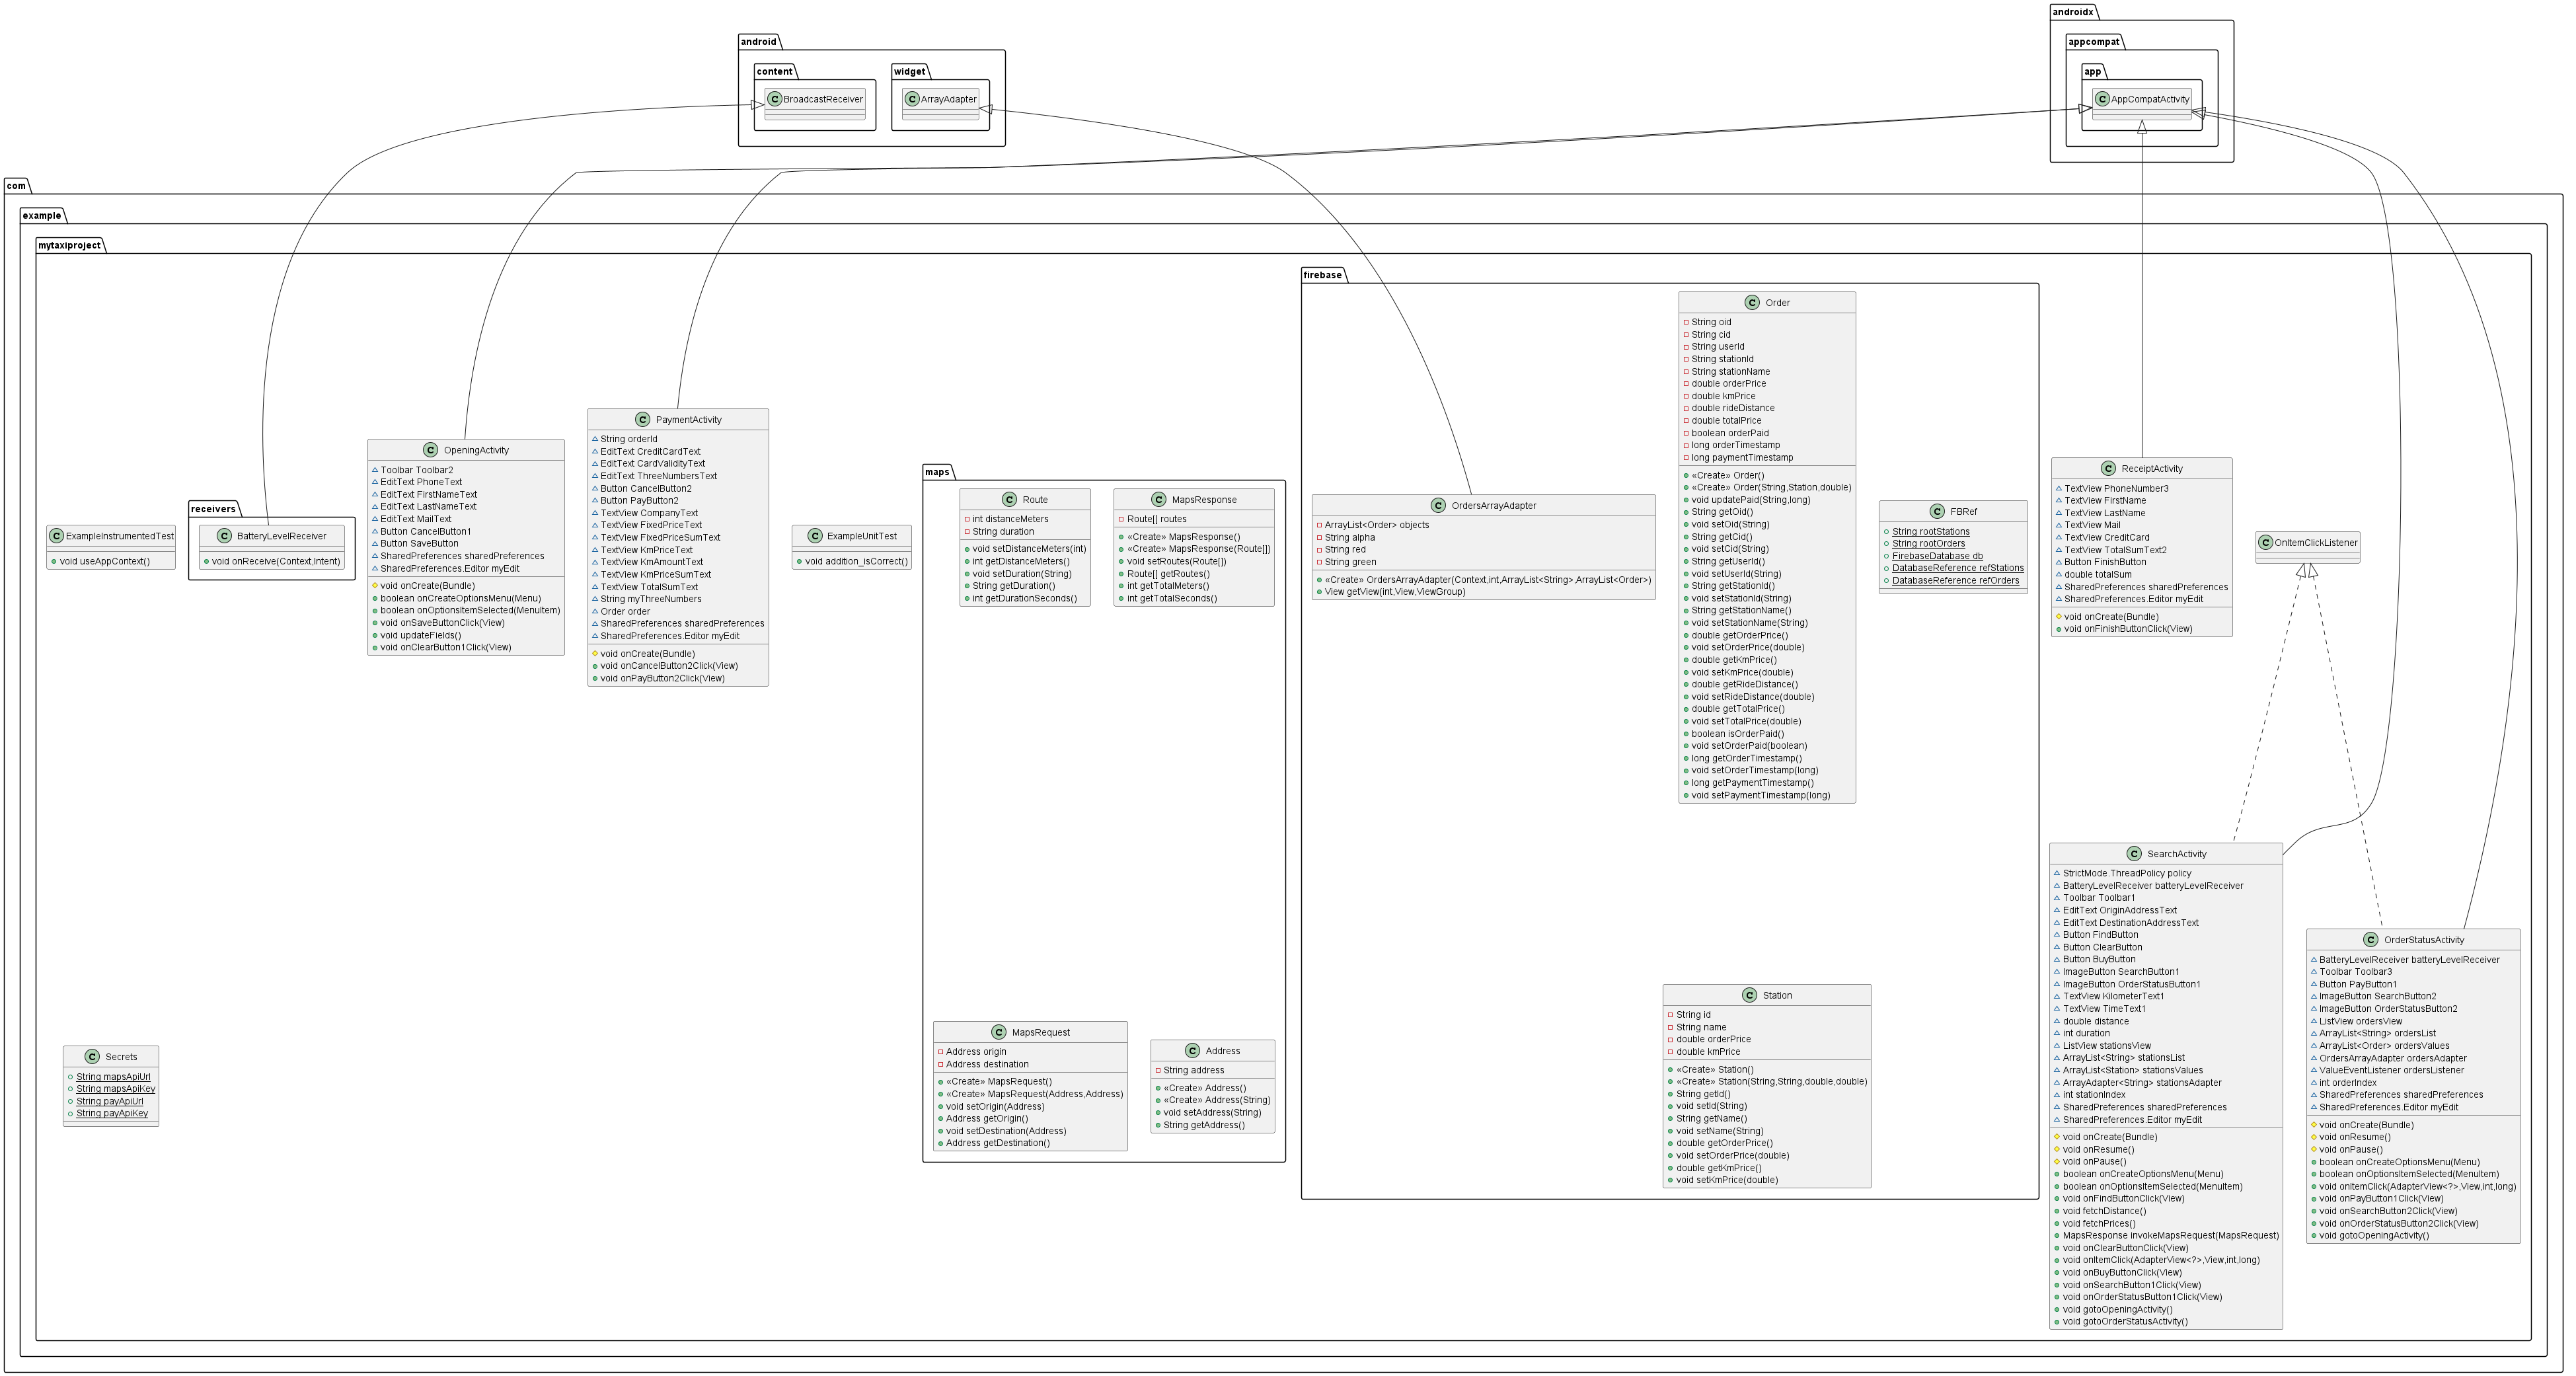 androidx
appcompat
app
AppCompatActivity
android
content
BroadcastReceiver
widget
ArrayAdapter
com
example
mytaxiproject
ExampleInstrumentedTest
void useAppContext()
receivers
BatteryLevelReceiver
void onReceive(Context,Intent)
OpeningActivity
Toolbar Toolbar2
EditText PhoneText
EditText FirstNameText
EditText LastNameText
EditText MailText
Button CancelButton1
Button SaveButton
SharedPreferences sharedPreferences
SharedPreferences.Editor myEdit
void onCreate(Bundle)
boolean onCreateOptionsMenu(Menu)
boolean onOptionsItemSelected(MenuItem)
void onSaveButtonClick(View)
void updateFields()
void onClearButton1Click(View)
PaymentActivity
String orderId
EditText CreditCardText
EditText CardValidityText
EditText ThreeNumbersText
Button CancelButton2
Button PayButton2
TextView CompanyText
TextView FixedPriceText
TextView FixedPriceSumText
TextView KmPriceText
TextView KmAmountText
TextView KmPriceSumText
TextView TotalSumText
String myThreeNumbers
Order order
SharedPreferences sharedPreferences
SharedPreferences.Editor myEdit
void onCreate(Bundle)
void onCancelButton2Click(View)
void onPayButton2Click(View)
ExampleUnitTest
void addition_isCorrect()
maps
Route
int distanceMeters
String duration
void setDistanceMeters(int)
int getDistanceMeters()
void setDuration(String)
String getDuration()
int getDurationSeconds()
MapsResponse
Route[] routes
«Create» MapsResponse()
«Create» MapsResponse(Route[])
void setRoutes(Route[])
Route[] getRoutes()
int getTotalMeters()
int getTotalSeconds()
MapsRequest
Address origin
Address destination
«Create» MapsRequest()
«Create» MapsRequest(Address,Address)
void setOrigin(Address)
Address getOrigin()
void setDestination(Address)
Address getDestination()
Address
String address
«Create» Address()
«Create» Address(String)
void setAddress(String)
String getAddress()
firebase
OrdersArrayAdapter
ArrayList<Order> objects
String alpha
String red
String green
«Create» OrdersArrayAdapter(Context,int,ArrayList<String>,ArrayList<Order>)
View getView(int,View,ViewGroup)
Order
String oid
String cid
String userId
String stationId
String stationName
double orderPrice
double kmPrice
double rideDistance
double totalPrice
boolean orderPaid
long orderTimestamp
long paymentTimestamp
«Create» Order()
«Create» Order(String,Station,double)
void updatePaid(String,long)
String getOid()
void setOid(String)
String getCid()
void setCid(String)
String getUserId()
void setUserId(String)
String getStationId()
void setStationId(String)
String getStationName()
void setStationName(String)
double getOrderPrice()
void setOrderPrice(double)
double getKmPrice()
void setKmPrice(double)
double getRideDistance()
void setRideDistance(double)
double getTotalPrice()
void setTotalPrice(double)
boolean isOrderPaid()
void setOrderPaid(boolean)
long getOrderTimestamp()
void setOrderTimestamp(long)
long getPaymentTimestamp()
void setPaymentTimestamp(long)
FBRef
String rootStations
String rootOrders
FirebaseDatabase db
DatabaseReference refStations
DatabaseReference refOrders
Station
String id
String name
double orderPrice
double kmPrice
«Create» Station()
«Create» Station(String,String,double,double)
String getId()
void setId(String)
String getName()
void setName(String)
double getOrderPrice()
void setOrderPrice(double)
double getKmPrice()
void setKmPrice(double)
ReceiptActivity
TextView PhoneNumber3
TextView FirstName
TextView LastName
TextView Mail
TextView CreditCard
TextView TotalSumText2
Button FinishButton
double totalSum
SharedPreferences sharedPreferences
SharedPreferences.Editor myEdit
void onCreate(Bundle)
void onFinishButtonClick(View)
OnItemClickListener
SearchActivity
StrictMode.ThreadPolicy policy
BatteryLevelReceiver batteryLevelReceiver
Toolbar Toolbar1
EditText OriginAddressText
EditText DestinationAddressText
Button FindButton
Button ClearButton
Button BuyButton
ImageButton SearchButton1
ImageButton OrderStatusButton1
TextView KilometerText1
TextView TimeText1
double distance
int duration
ListView stationsView
ArrayList<String> stationsList
ArrayList<Station> stationsValues
ArrayAdapter<String> stationsAdapter
int stationIndex
SharedPreferences sharedPreferences
SharedPreferences.Editor myEdit
void onCreate(Bundle)
void onResume()
void onPause()
boolean onCreateOptionsMenu(Menu)
boolean onOptionsItemSelected(MenuItem)
void onFindButtonClick(View)
void fetchDistance()
void fetchPrices()
MapsResponse invokeMapsRequest(MapsRequest)
void onClearButtonClick(View)
void onItemClick(AdapterView<?>,View,int,long)
void onBuyButtonClick(View)
void onSearchButton1Click(View)
void onOrderStatusButton1Click(View)
void gotoOpeningActivity()
void gotoOrderStatusActivity()
OrderStatusActivity
BatteryLevelReceiver batteryLevelReceiver
Toolbar Toolbar3
Button PayButton1
ImageButton SearchButton2
ImageButton OrderStatusButton2
ListView ordersView
ArrayList<String> ordersList
ArrayList<Order> ordersValues
OrdersArrayAdapter ordersAdapter
ValueEventListener ordersListener
int orderIndex
SharedPreferences sharedPreferences
SharedPreferences.Editor myEdit
void onCreate(Bundle)
void onResume()
void onPause()
boolean onCreateOptionsMenu(Menu)
boolean onOptionsItemSelected(MenuItem)
void onItemClick(AdapterView<?>,View,int,long)
void onPayButton1Click(View)
void onSearchButton2Click(View)
void onOrderStatusButton2Click(View)
void gotoOpeningActivity()
Secrets
String mapsApiUrl
String mapsApiKey
String payApiUrl
String payApiKey